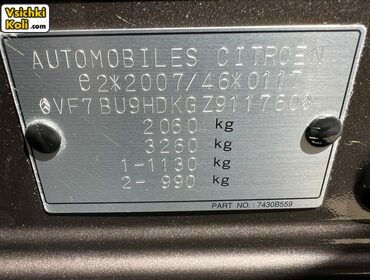 Vsichki
Koli.com
AUTOMOBILES CITROEN
e2*2007/46*0117
VF7BU9HDKGZ911760
2060 kg
3260 kg
1-1130 kg
2- 990 kg
PART NO.: 7430B559